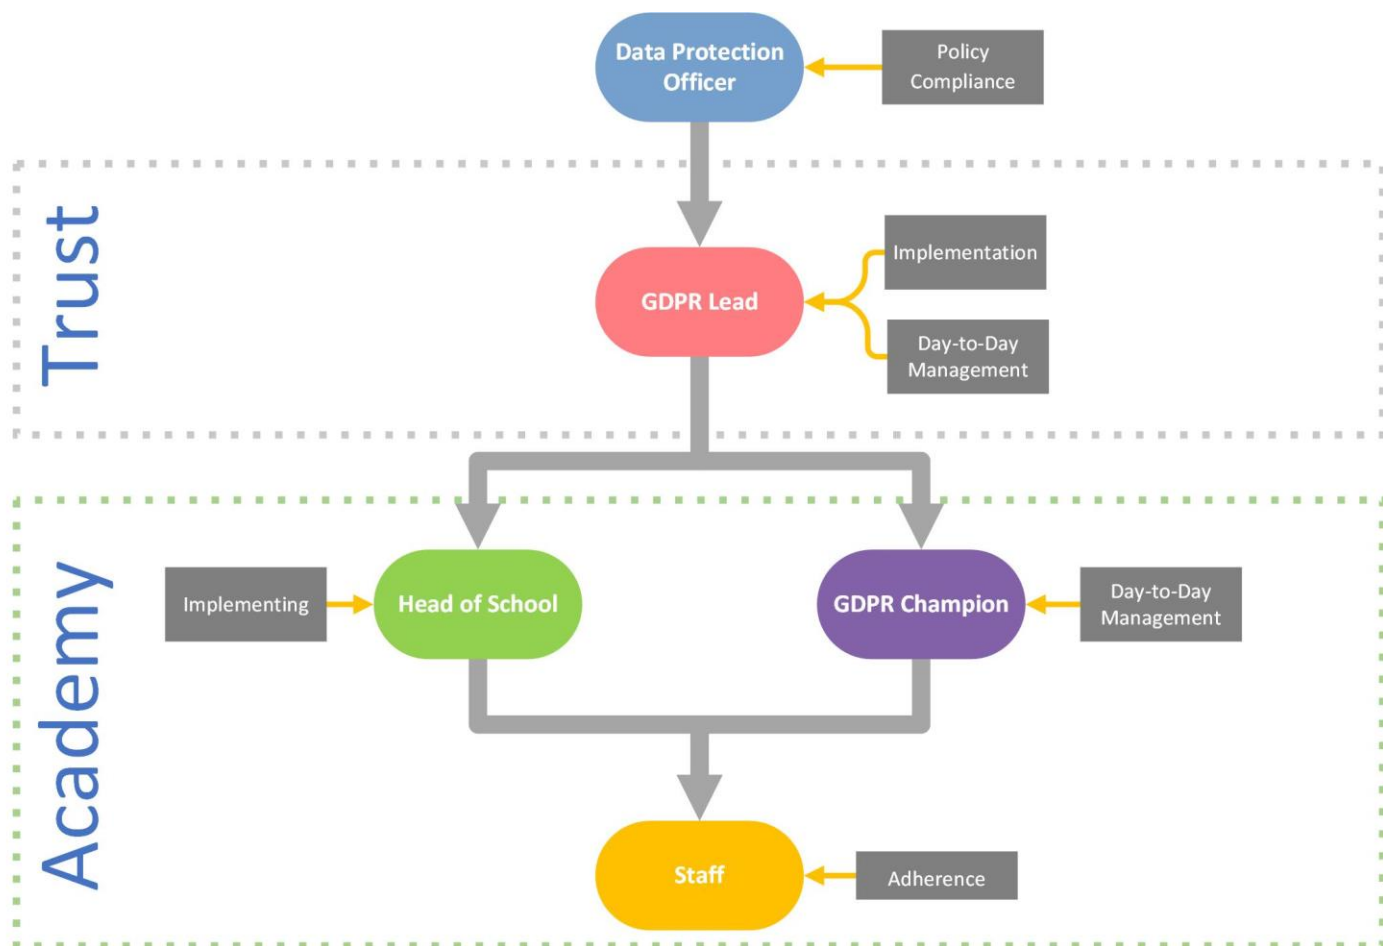 Data Protection
Officer
Policy
Compliance
Trust
GDPR Lead
Implementation
Day-to-Day
Management
Academy
Implementing
Head of School
GDPR Champion
Day-to-Day
Management
Staff
Adherence